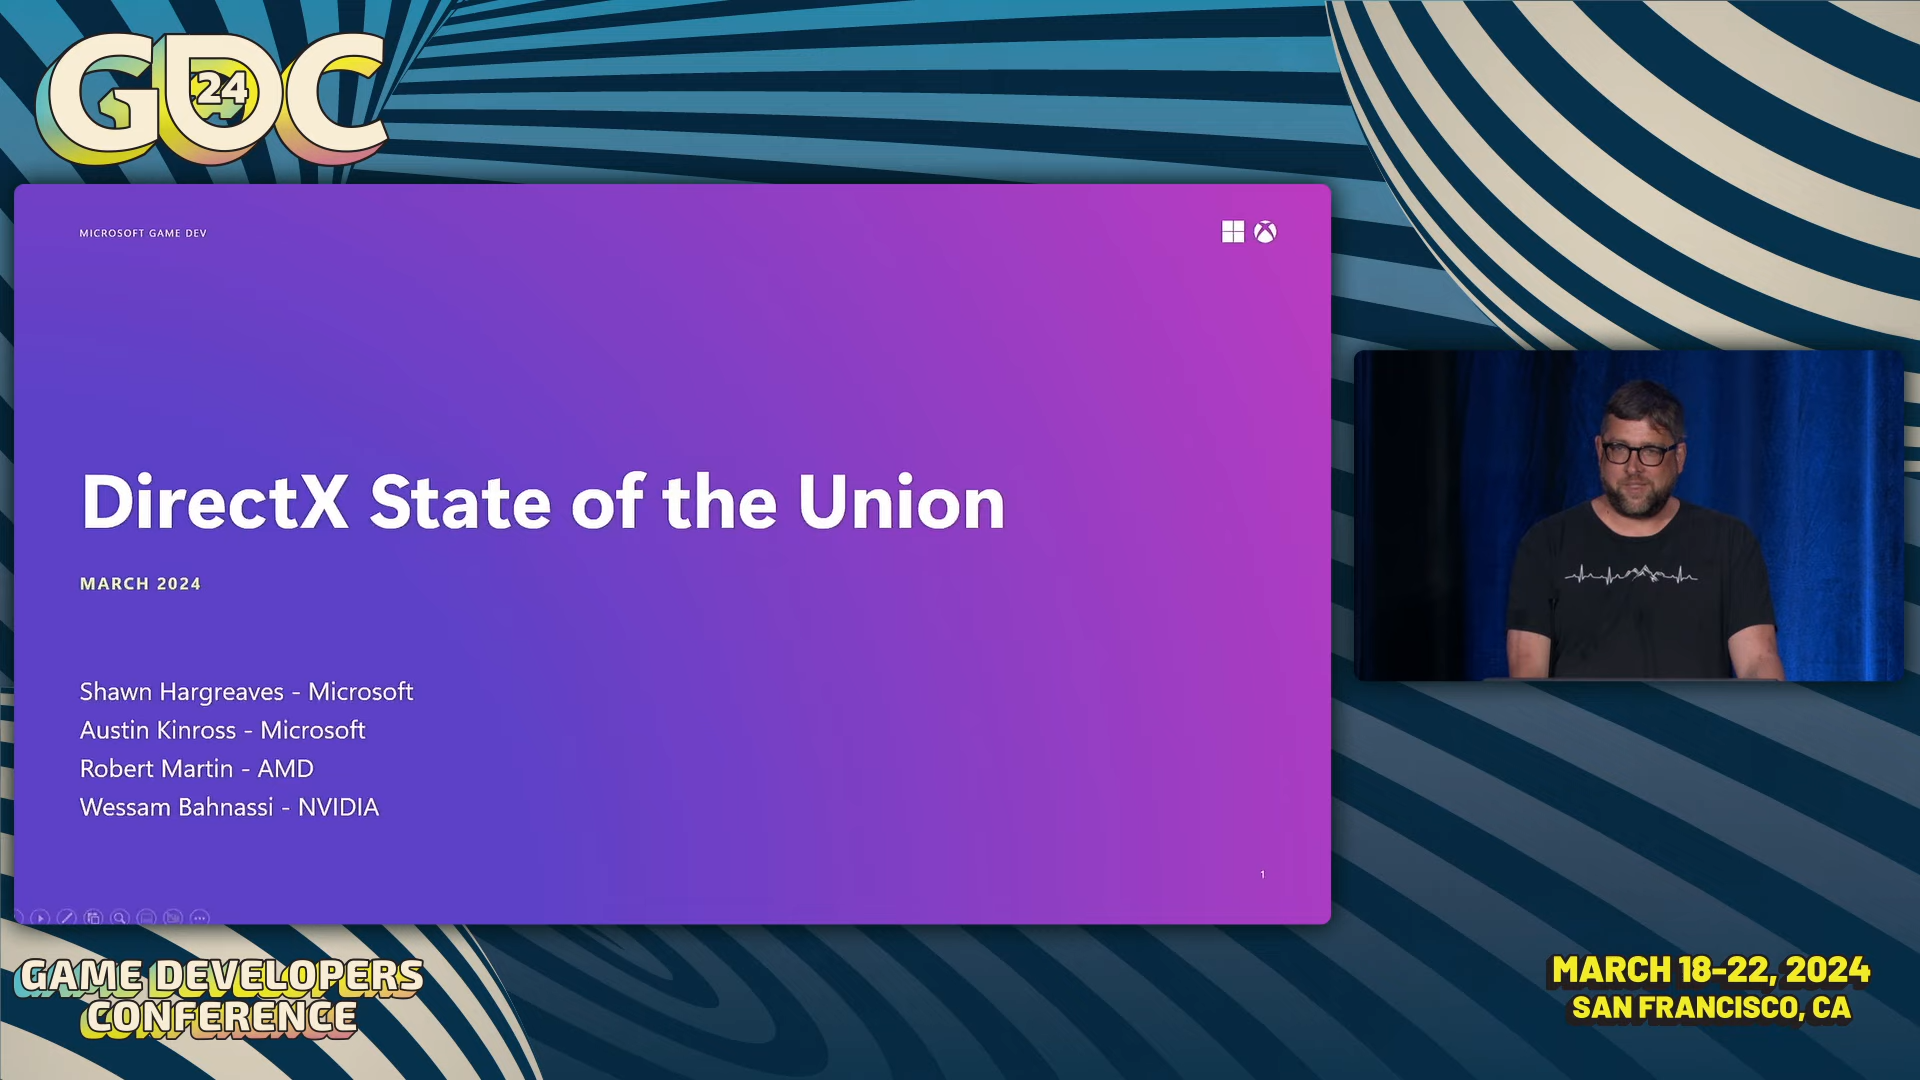 GDC
24
MICROSOFT GAME DEV
DirectX State of the Union
MARCH 2024
Shawn Hargreaves - Microsoft
Austin Kinross - Microsoft
Robert Martin - AMD
Wessam Bahnassi - NVIDIA
1
GAME DEVELOPERS
CONFERENCE
MARCH 18-22, 2024
SAN FRANCISCO, CA